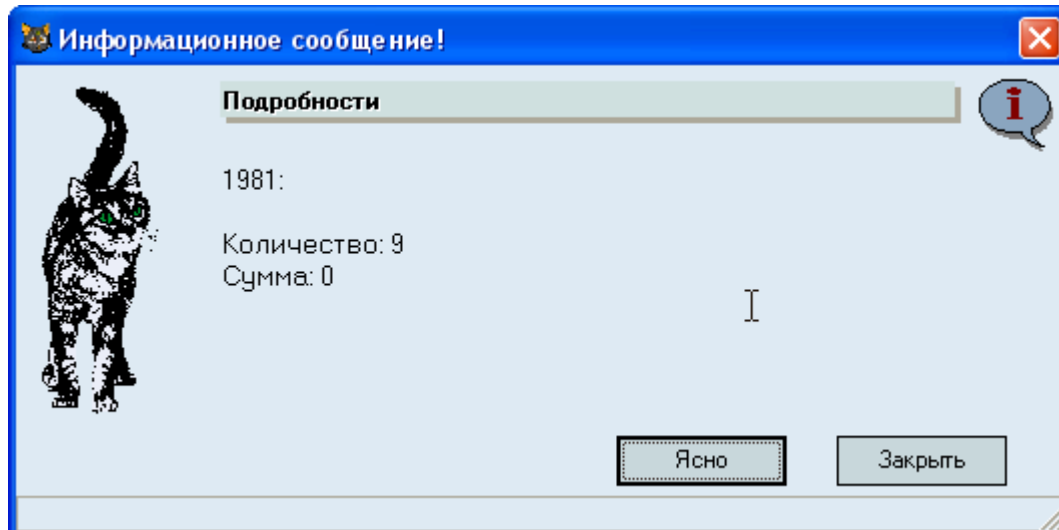 Информационное сообщение!
Подробности
i
1981:
Количество: 9
Сумма: 0
Ясно
Закрыть